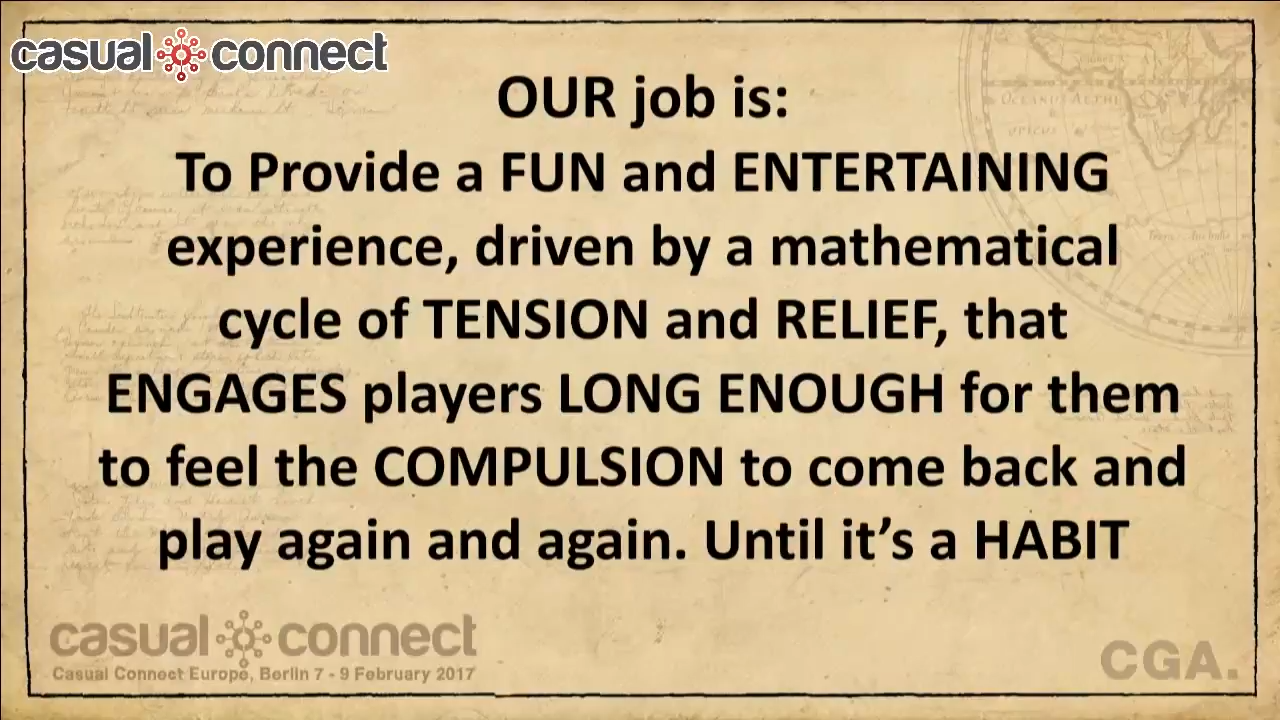 casual connect
OUR job is:
To Provide a FUN and ENTERTAINING
experience, driven by a mathematical
cycle of TENSION and RELIEF, that
ENGAGES players LONG ENOUGH for them
to feel the COMPULSION to come back and
play again and again. Until it’s a HABIT
casual connect
Casual Connect Europe, Berlin 7 - 9 February 2017
CGA.